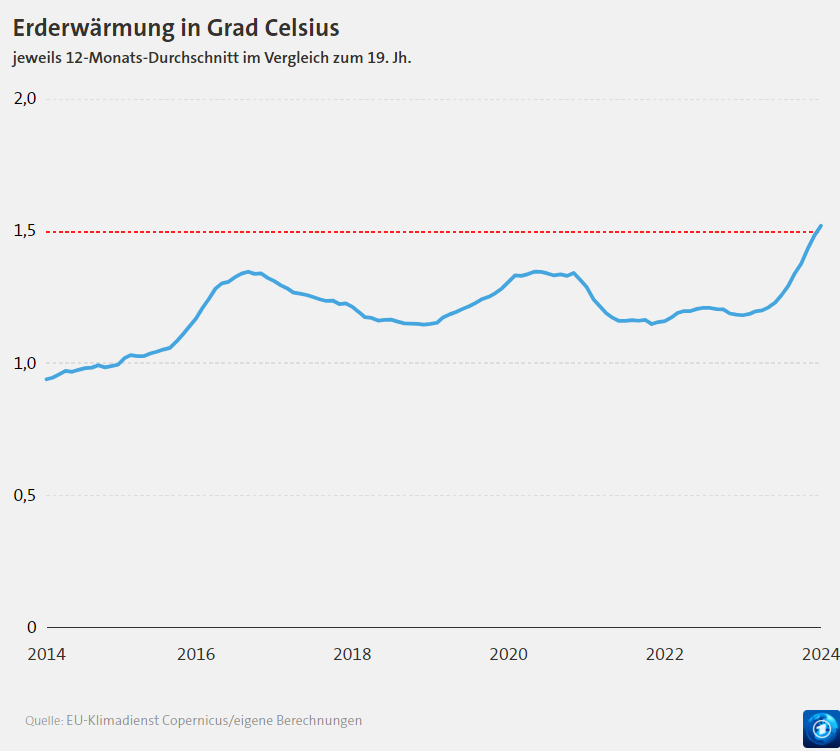 Erderwärmung in Grad Celsius
jeweils 12-Monats-Durchschnitt im Vergleich zum 19. Jh.
2,0
1,5
1,0
0,5
0
2014 2016 2018 2020 2022 2024
Quelle: EU-Klimadienst Copernicus/eigene Berechnungen